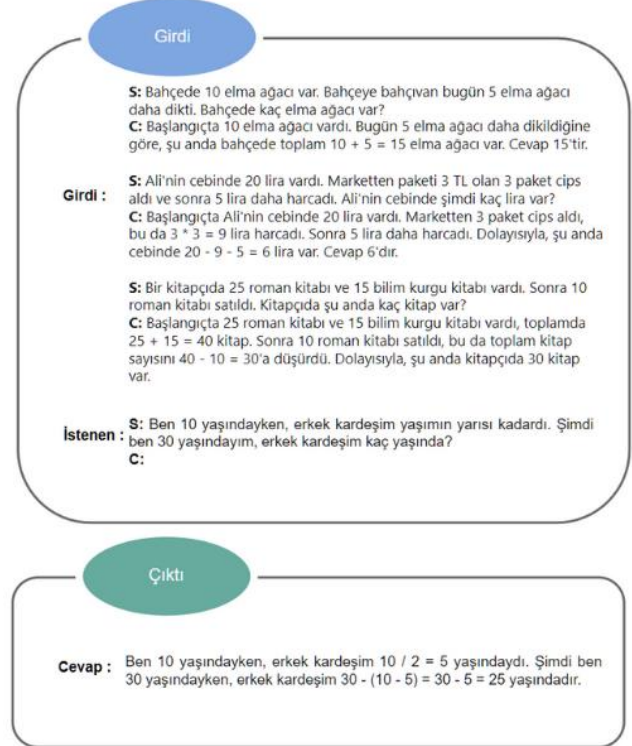 Girdi
S: Bahçede 10 elma ağacı var. Bahçeye bahçıvan bugün 5 elma ağacı
daha dikti. Bahçede kaç elma ağacı var?
C: Başlangıçta 10 elma ağacı vardı. Bugün 5 elma ağacı daha dikildiğine
göre, şu anda bahçede toplam 10 + 5 = 15 elma ağacı var. Cevap 15'tir.
Girdi :
S: Ali'nin cebinde 20 lira vardı. Marketten paketi 3 TL olan 3 paket cips
aldı ve sonra 5 lira daha harcadı. Ali'nin cebinde şimdi kaç lira var?
C: Başlangıçta Ali'nin cebinde 20 lira vardı. Marketten 3 paket cips aldı,
bu da 3 * 3 = 9 lira harcadı. Sonra 5 lira daha harcadı. Dolayısıyla, şu anda
cebinde 20 - 9 - 5 = 6 lira var. Cevap 6'dır.
S: Bir kitapçıda 25 roman kitabı ve 15 bilim kurgu kitabı vardı. Sonra 10
roman kitabı satıldı. Kitapçıda şu anda kaç kitap var?
C: Başlangıçta 25 roman kitabı ve 15 bilim kurgu kitabı vardı, toplamda
25 + 15 = 40 kitap. Sonra 10 roman kitabı satıldı, bu da toplam kitap
sayısını 40 - 10 = 30'a düşürdü. Dolayısıyla, şu anda kitapçıda 30 kitap
var.
İstenen :
S: Ben 10 yaşındayken, erkek kardeşim yaşımın yarısı kadardı. Şimdi
ben 30 yaşındayım, erkek kardeşim kaç yaşında?
C:
Çıktı
Cevap : Ben 10 yaşındayken, erkek kardeşim 10 / 2 = 5 yaşındaydı. Şimdi ben
30 yaşındayken, erkek kardeşim 30 - (10 - 5) = 30 - 5 = 25 yaşındadır.